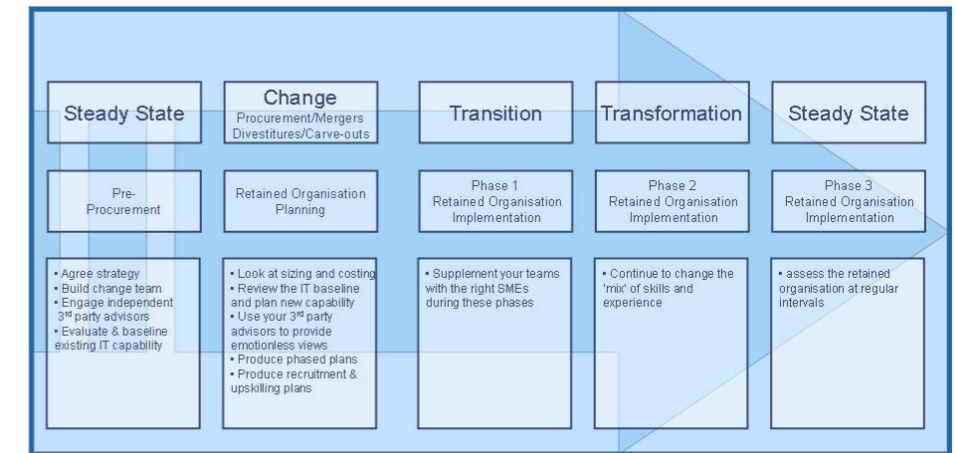 Steady State
Change
Procurement/Mergers
Divestitures/Carve-outs
Transition
Transformation
Steady State
Pre-
Procurement
Retained Organisation
Planning
Phase 1
Retained Organisation
Implementation
Phase 2
Retained Organisation
Implementation
Phase 3
Retained Organisation
Implementation
▪ Agree strategy
▪ Build change team
▪ Engage independent
3rd party advisors
▪ Evaluate & baseline
existing IT capability
▪ Look at sizing and costing
▪ Review the IT baseline
and plan new capability
▪ Use your 3rd party
advisors to provide
emotionless views
▪ Produce phased plans
▪ Produce recruitment &
upskilling plans
▪ Supplement your teams
with the right SMEs
during these phases
▪ Continue to change the
'mix' of skills and
experience
▪ assess the retained
organisation at regular
intervals